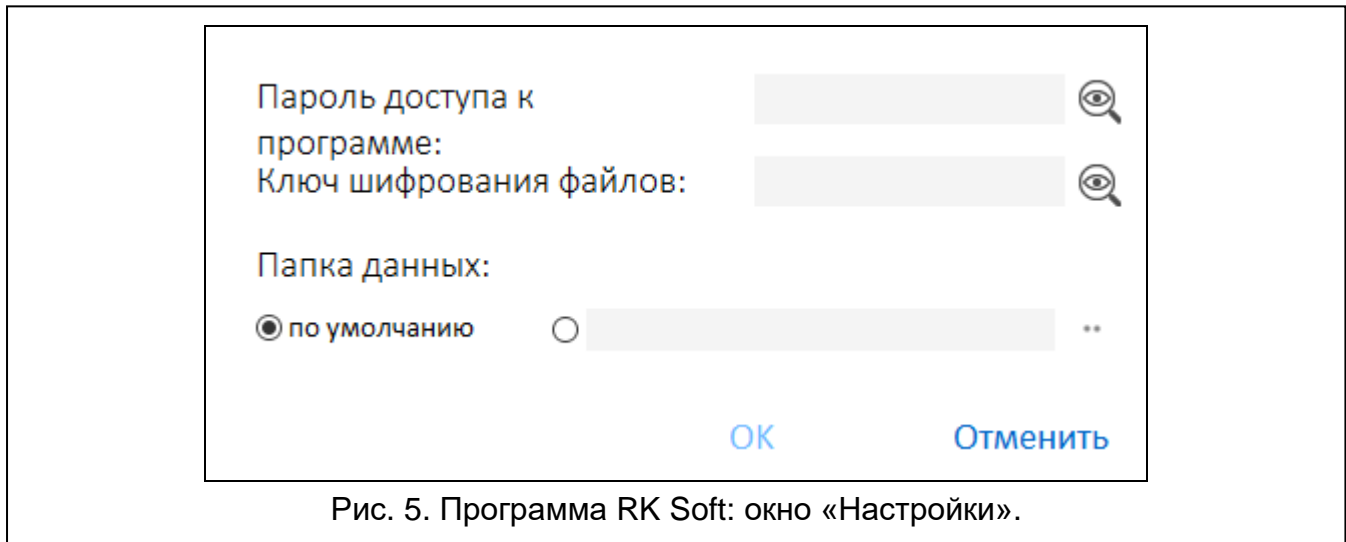 Пароль доступа к
программе:
Ключ шифрования файлов:
Папка данных:
по умолчанию
••
OK Отменить
Рис. 5. Программа RK Soft: окно «Настройки».